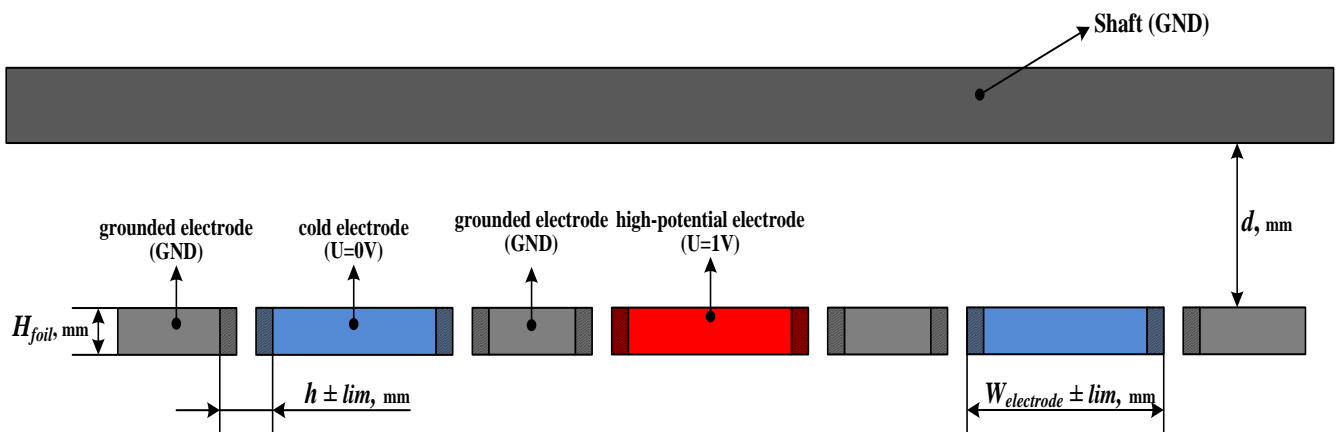 Shaft (GND)
d, mm
grounded electrode
(GND)
cold electrode
(U=0V)
grounded electrode
(GND)
high-potential electrode
(U=1V)
H_foil, mm
h ± lim, mm
W_electrode ± lim, mm